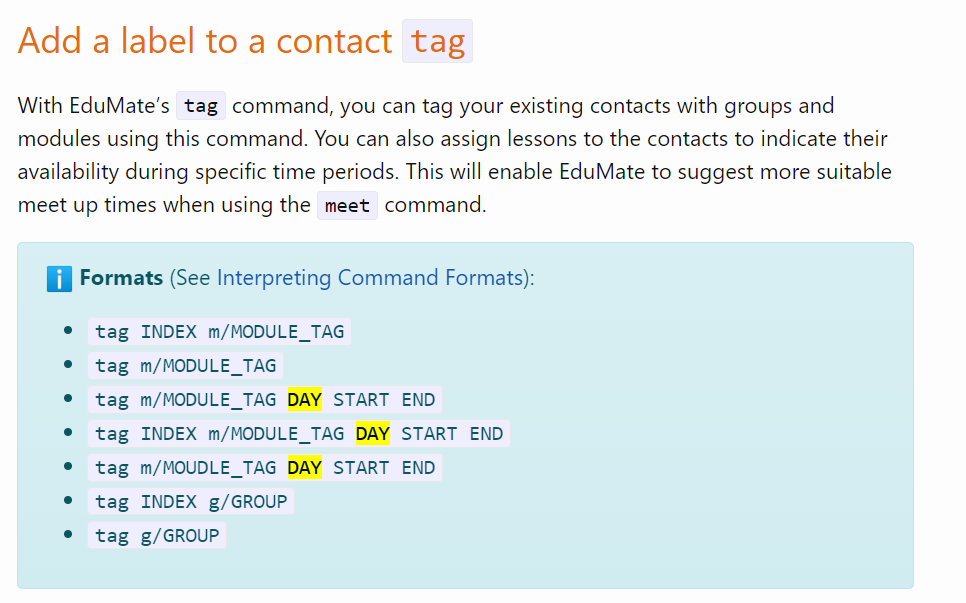 Add a label to a contact tag
With EduMate’s tag command, you can tag your existing contacts with groups and
modules using this command. You can also assign lessons to the contacts to indicate their
availability during specific time periods. This will enable EduMate to suggest more suitable
meet up times when using the meet command.
i Formats (See Interpreting Command Formats):
• tag INDEX m/MODULE_TAG
• tag m/MODULE_TAG
• tag m/MODULE_TAG DAY START END
• tag INDEX m/MODULE_TAG DAY START END
• tag m/MOUDLE_TAG DAY START END
• tag INDEX g/GROUP
• tag g/GROUP